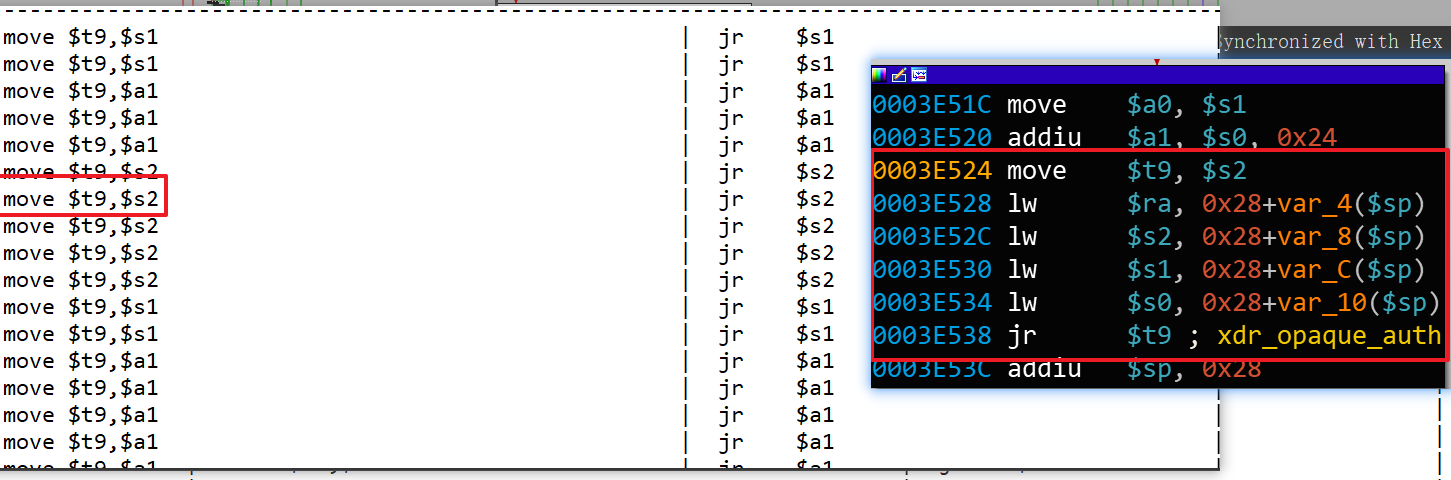 move $t9,$s1 | jr $s1
move $t9,$s1 | jr $s1
move $t9,$a1 | jr $a1
move $t9,$a1 | jr $a1
move $t9,$a1 | jr $a1
move $t9,$s2 | jr $s2
move $t9,$s2 | jr $s2
move $t9,$s2 | jr $s2
move $t9,$s2 | jr $s2
move $t9,$s2 | jr $s2
move $t9,$s1 | jr $s1
move $t9,$s1 | jr $s1
move $t9,$a1 | jr $a1
move $t9,$a1 | jr $a1
move $t9,$a1 | jr $a1
move $t9,$a1 | jr $a1
move $t9,$a1 | jr $a1
ynchronized with Hex
0003E51C move $a0, $s1
0003E520 addiu $a1, $s0, 0x24
0003E524 move $t9, $s2
0003E528 lw $ra, 0x28+var_4($sp)
0003E52C lw $s2, 0x28+var_8($sp)
0003E530 lw $s1, 0x28+var_C($sp)
0003E534 lw $s0, 0x28+var_10($sp)
0003E538 jr $t9 ; xdr_opaque_auth
0003E53C addiu $sp, 0x28